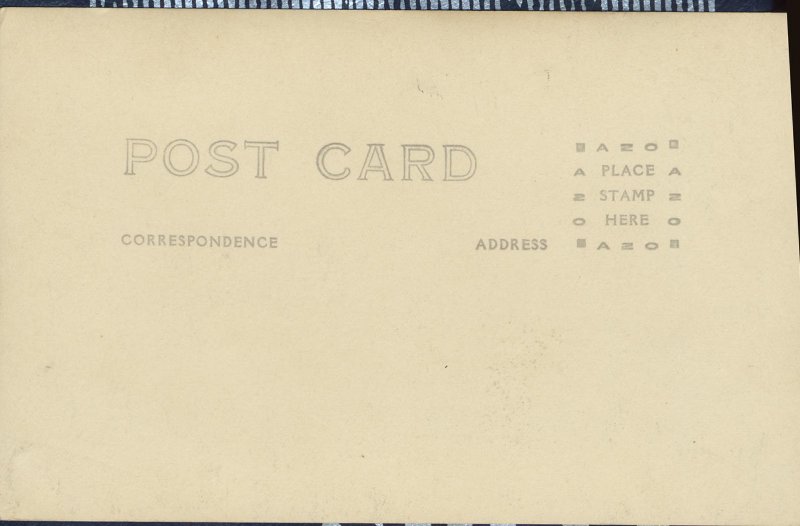 POST CARD
AZO
A PLACE A
Z STAMP Z
O HERE O
CORRESPONDENCE
ADDRESS
AZO